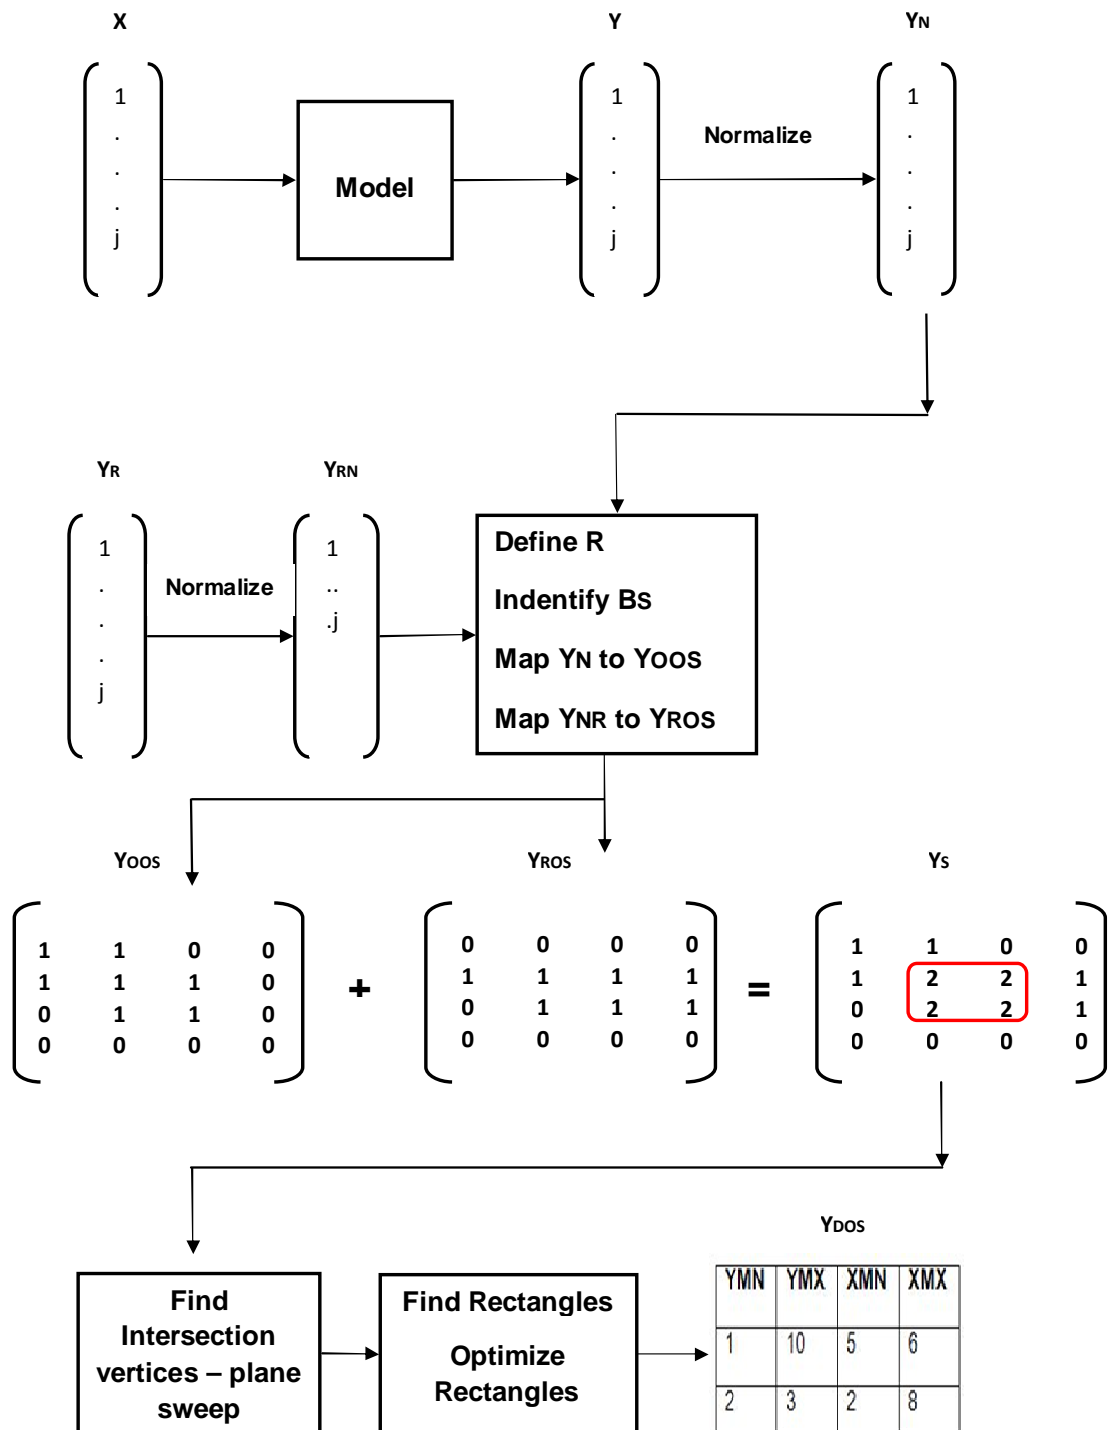 X Y YN
1 1 1
. . .
. Normalize .
. . .
j j j
Model
YR YRN
1 1
. Normalize ..
. .j
.
j
Define R
Indentify BS
Map YN to YOOS
Map YNR to YROS
YOOS YROS YS
1 1 0 0 0 0 0 0 1 1 0 0
1 1 1 0 + 1 1 1 1 = 1 2 2 1
0 1 1 0 0 1 1 1 0 2 2 1
0 0 0 0 0 0 0 0 0 0 0 0
YDOS
Find
Intersection
vertices – plane
sweep
Find Rectangles
Optimize
Rectangles
YMN YMX XMN XMX
1 10 5 6
2 3 2 8